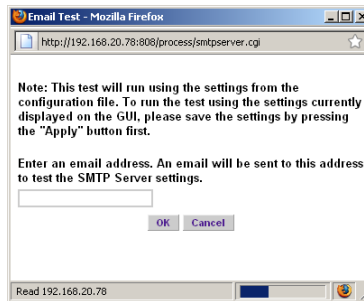 Email Test - Mozilla Firefox
http://192.168.20.78:808/process/smtpserver.cgi
Note: This test will run using the settings from the
configuration file. To run the test using the settings currently
displayed on the GUI, please save the settings by pressing
the "Apply" button first.
Enter an email address. An email will be sent to this address
to test the SMTP Server settings.
OK Cancel
Read 192.168.20.78